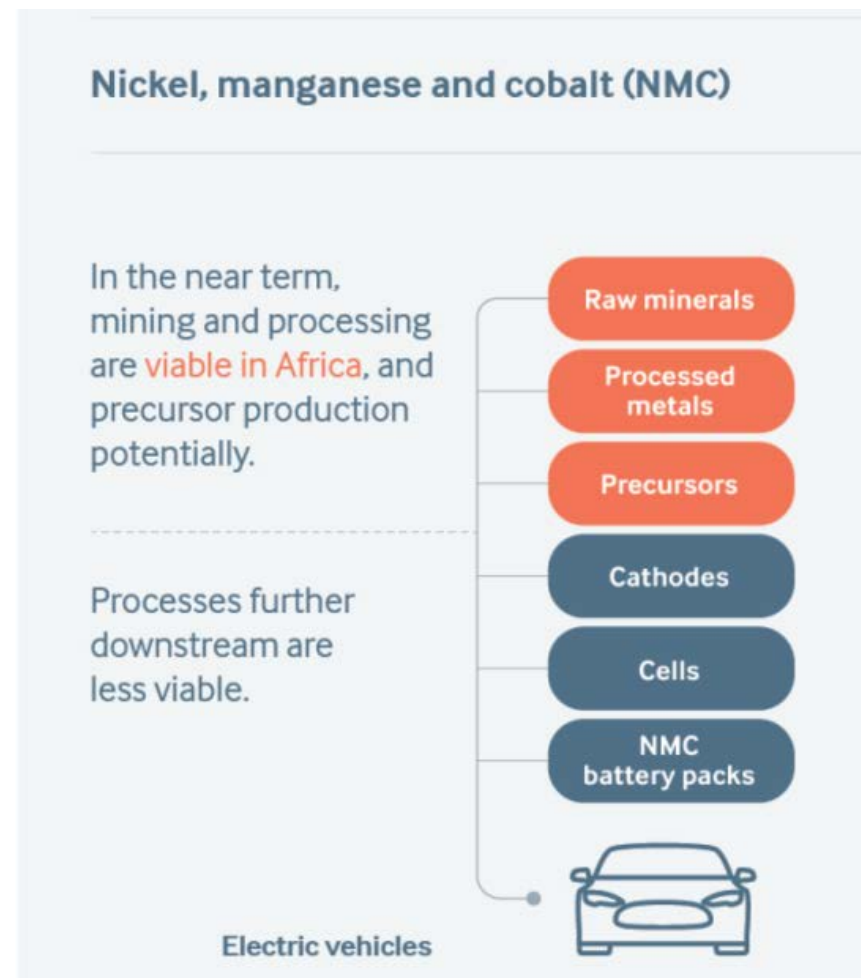 Nickel, manganese and cobalt (NMC)
In the near term,
mining and processing
are viable in Africa, and
precursor production
potentially.
Processes further
downstream are
less viable.
Raw minerals
Processed
metals
Precursors
Cathodes
Cells
NMC
battery packs
Electric vehicles